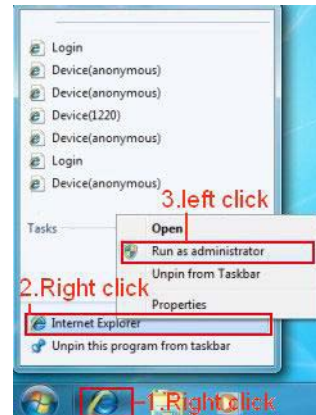 Login
Device(anonymous)
Device(anonymous)
Device(1220)
Device(anonymous)
Login
Device(anonymous)
3.left click
Tasks
Open
Run as administrator
Unpin from Taskbar
2.Right click
Properties
Internet Explorer
Unpin this program from taskbar
1.Right click